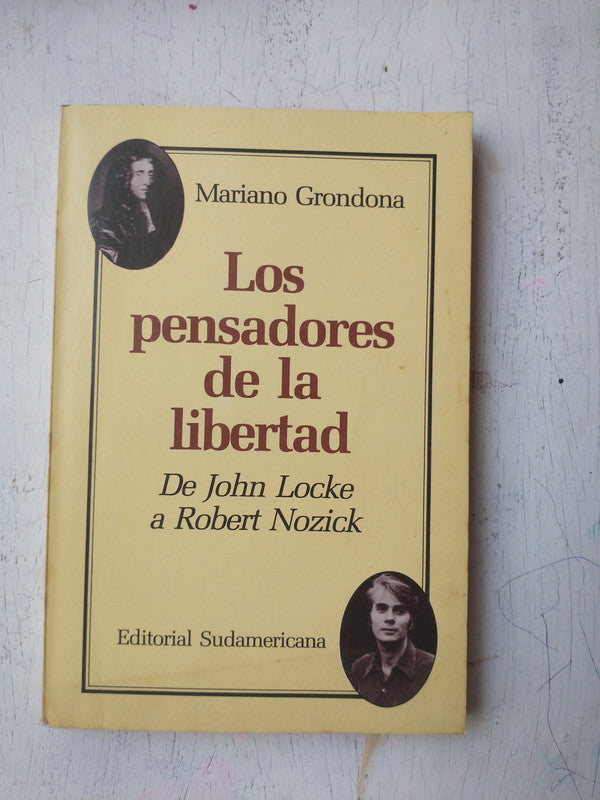 Mariano Grondona
Los
pensadores
de la
libertad
De John Locke
a Robert Nozick
Editorial Sudamericana